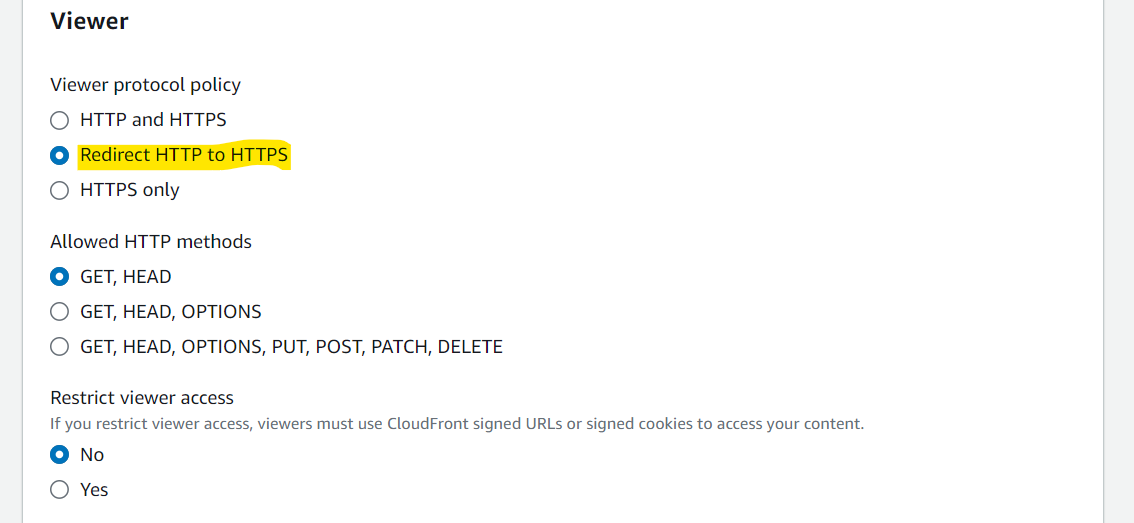 Viewer
Viewer protocol policy
HTTP and HTTPS
Redirect HTTP to HTTPS
HTTPS only
Allowed HTTP methods
GET, HEAD
GET, HEAD, OPTIONS
GET, HEAD, OPTIONS, PUT, POST, PATCH, DELETE
Restrict viewer access
If you restrict viewer access, viewers must use CloudFront signed URLs or signed cookies to access your content.
No
Yes